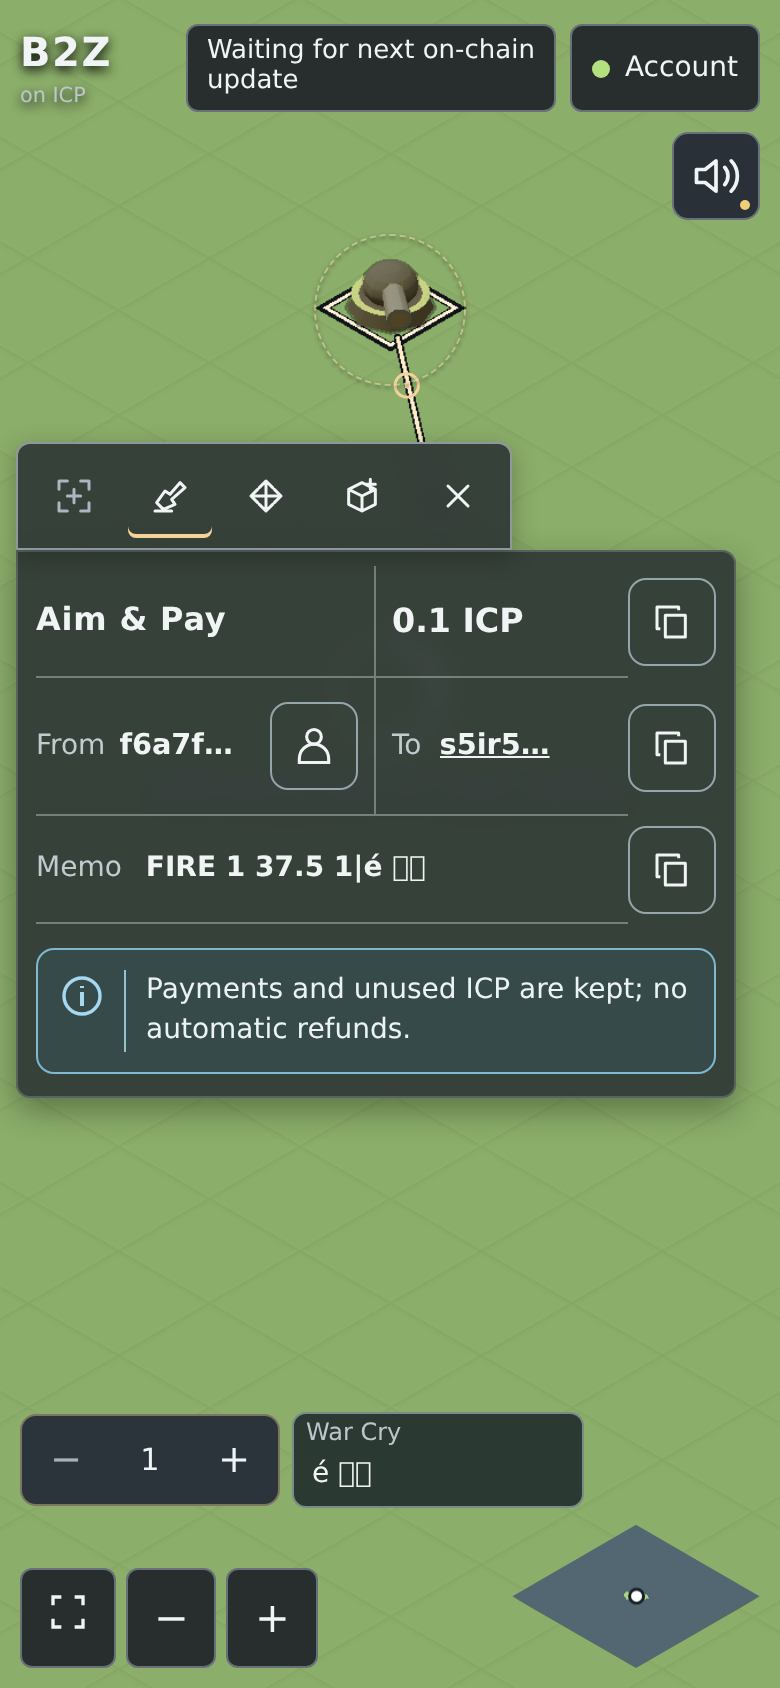 B2Z
on ICP
Waiting for next on-chain
update
Account
Aim & Pay
0.1 ICP
From f6a7f…
To s5ir5…
Memo FIRE 1 37.5 1|é
Payments and unused ICP are kept; no
automatic refunds.
1
War Cry
é